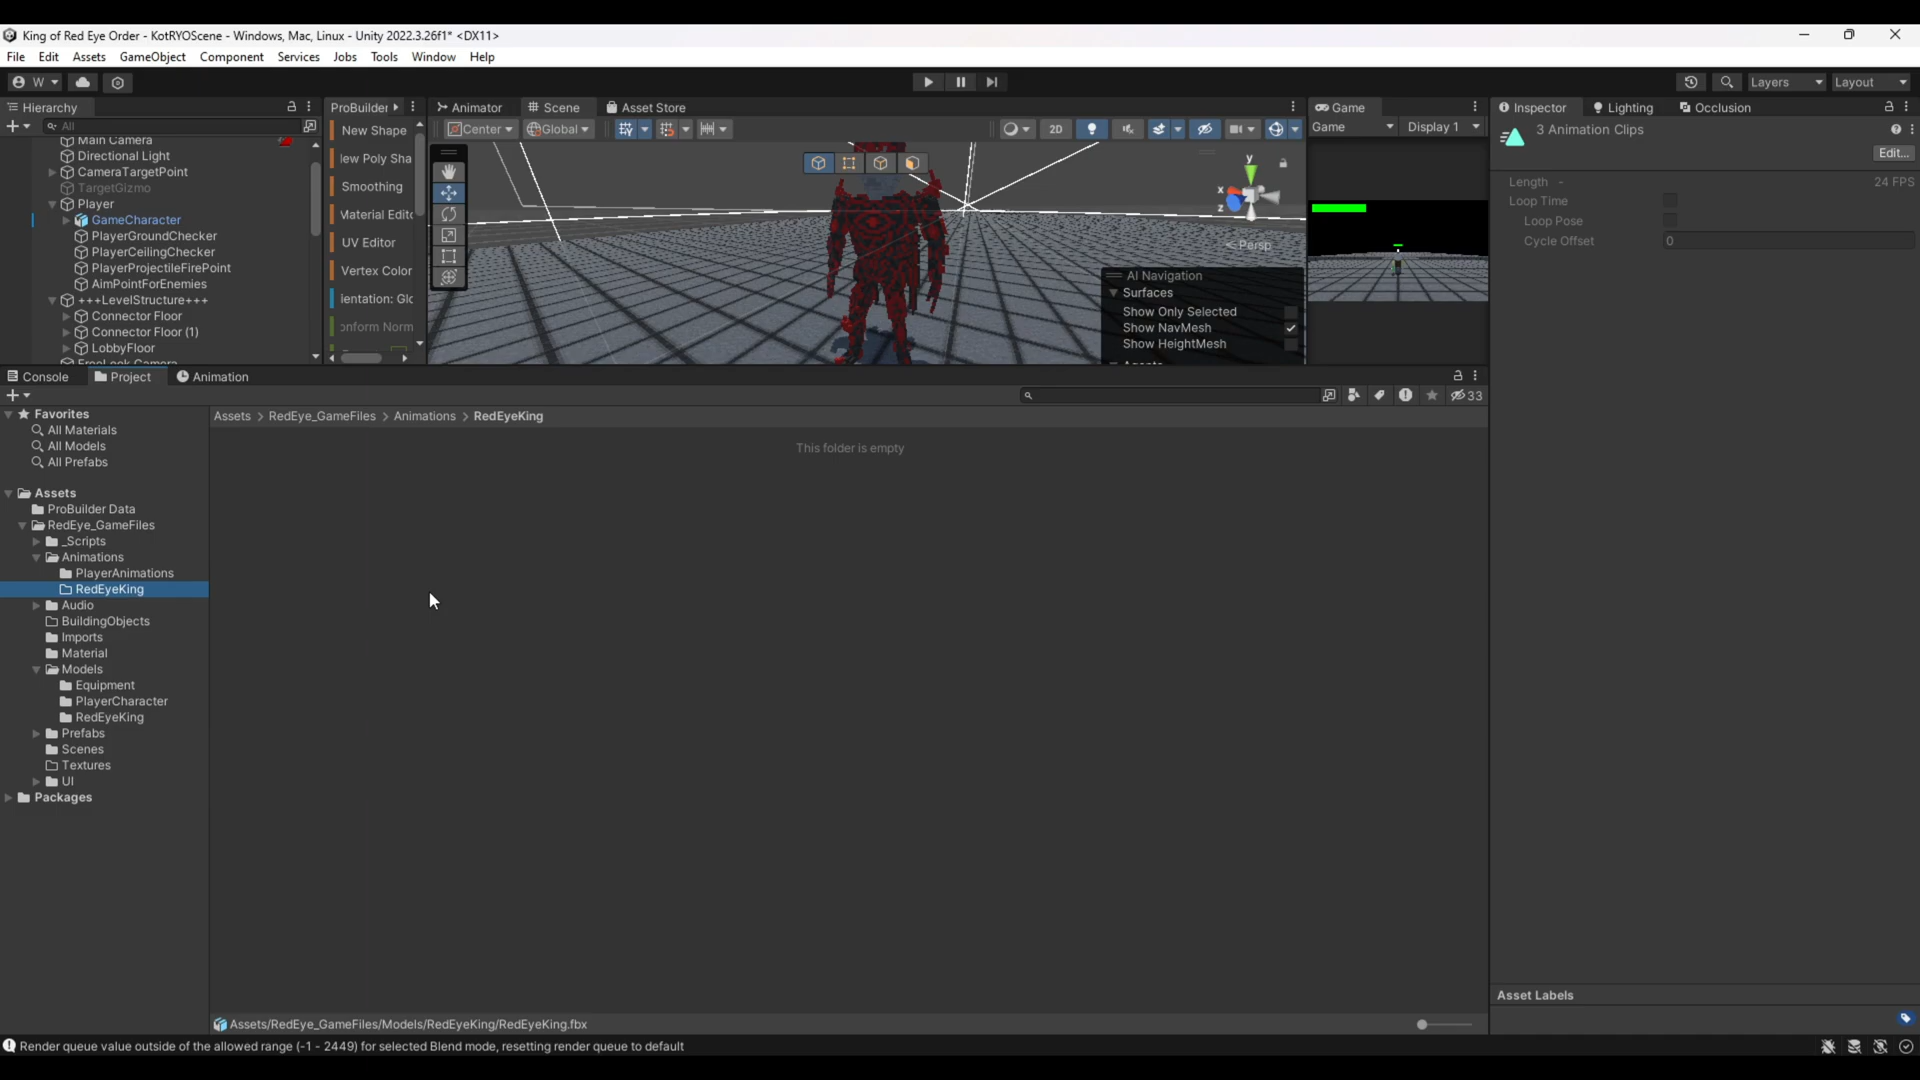 King of Red Eye Order - KotRYOScene - Windows, Mac, Linux - Unity 2022.3.26f1* <DX11>
File Edit Assets GameObject Component Services Jobs Tools Window Help
W
Layers
Layout
Hierarchy
All
Main Camera
Directional Light
CameraTargetPoint
TargetGizmo
Player
GameCharacter
PlayerGroundChecker
PlayerCeilingChecker
PlayerProjectileFirePoint
AimPointForEnemies
+++LevelStructure+++
Connector Floor
Connector Floor (1)
LobbyFloor
FreeLook Camera
ProBuilder
New Shape
lew Poly Sha
Smoothing
Material Edito
UV Editor
Vertex Color
ientation: Glo
onform Norm
Animator Scene Asset Store
Center Global
2D
y
x
z
< Persp
AI Navigation
Surfaces
Show Only Selected
Show NavMesh
Show HeightMesh
Agents
Game
Game Display 1
Inspector Lighting Occlusion
3 Animation Clips
Edit...
Length - 24 FPS
Loop Time
Loop Pose
Cycle Offset 0
Asset Labels
Console Project Animation
33
Favorites
All Materials
All Models
All Prefabs
Assets
ProBuilder Data
RedEye_GameFiles
_Scripts
Animations
PlayerAnimations
RedEyeKing
Audio
BuildingObjects
Imports
Material
Models
Equipment
PlayerCharacter
RedEyeKing
Prefabs
Scenes
Textures
UI
Packages
Assets > RedEye_GameFiles > Animations > RedEyeKing
This folder is empty
Assets/RedEye_GameFiles/Models/RedEyeKing/RedEyeKing.fbx
Render queue value outside of the allowed range (-1 - 2449) for selected Blend mode, resetting render queue to default